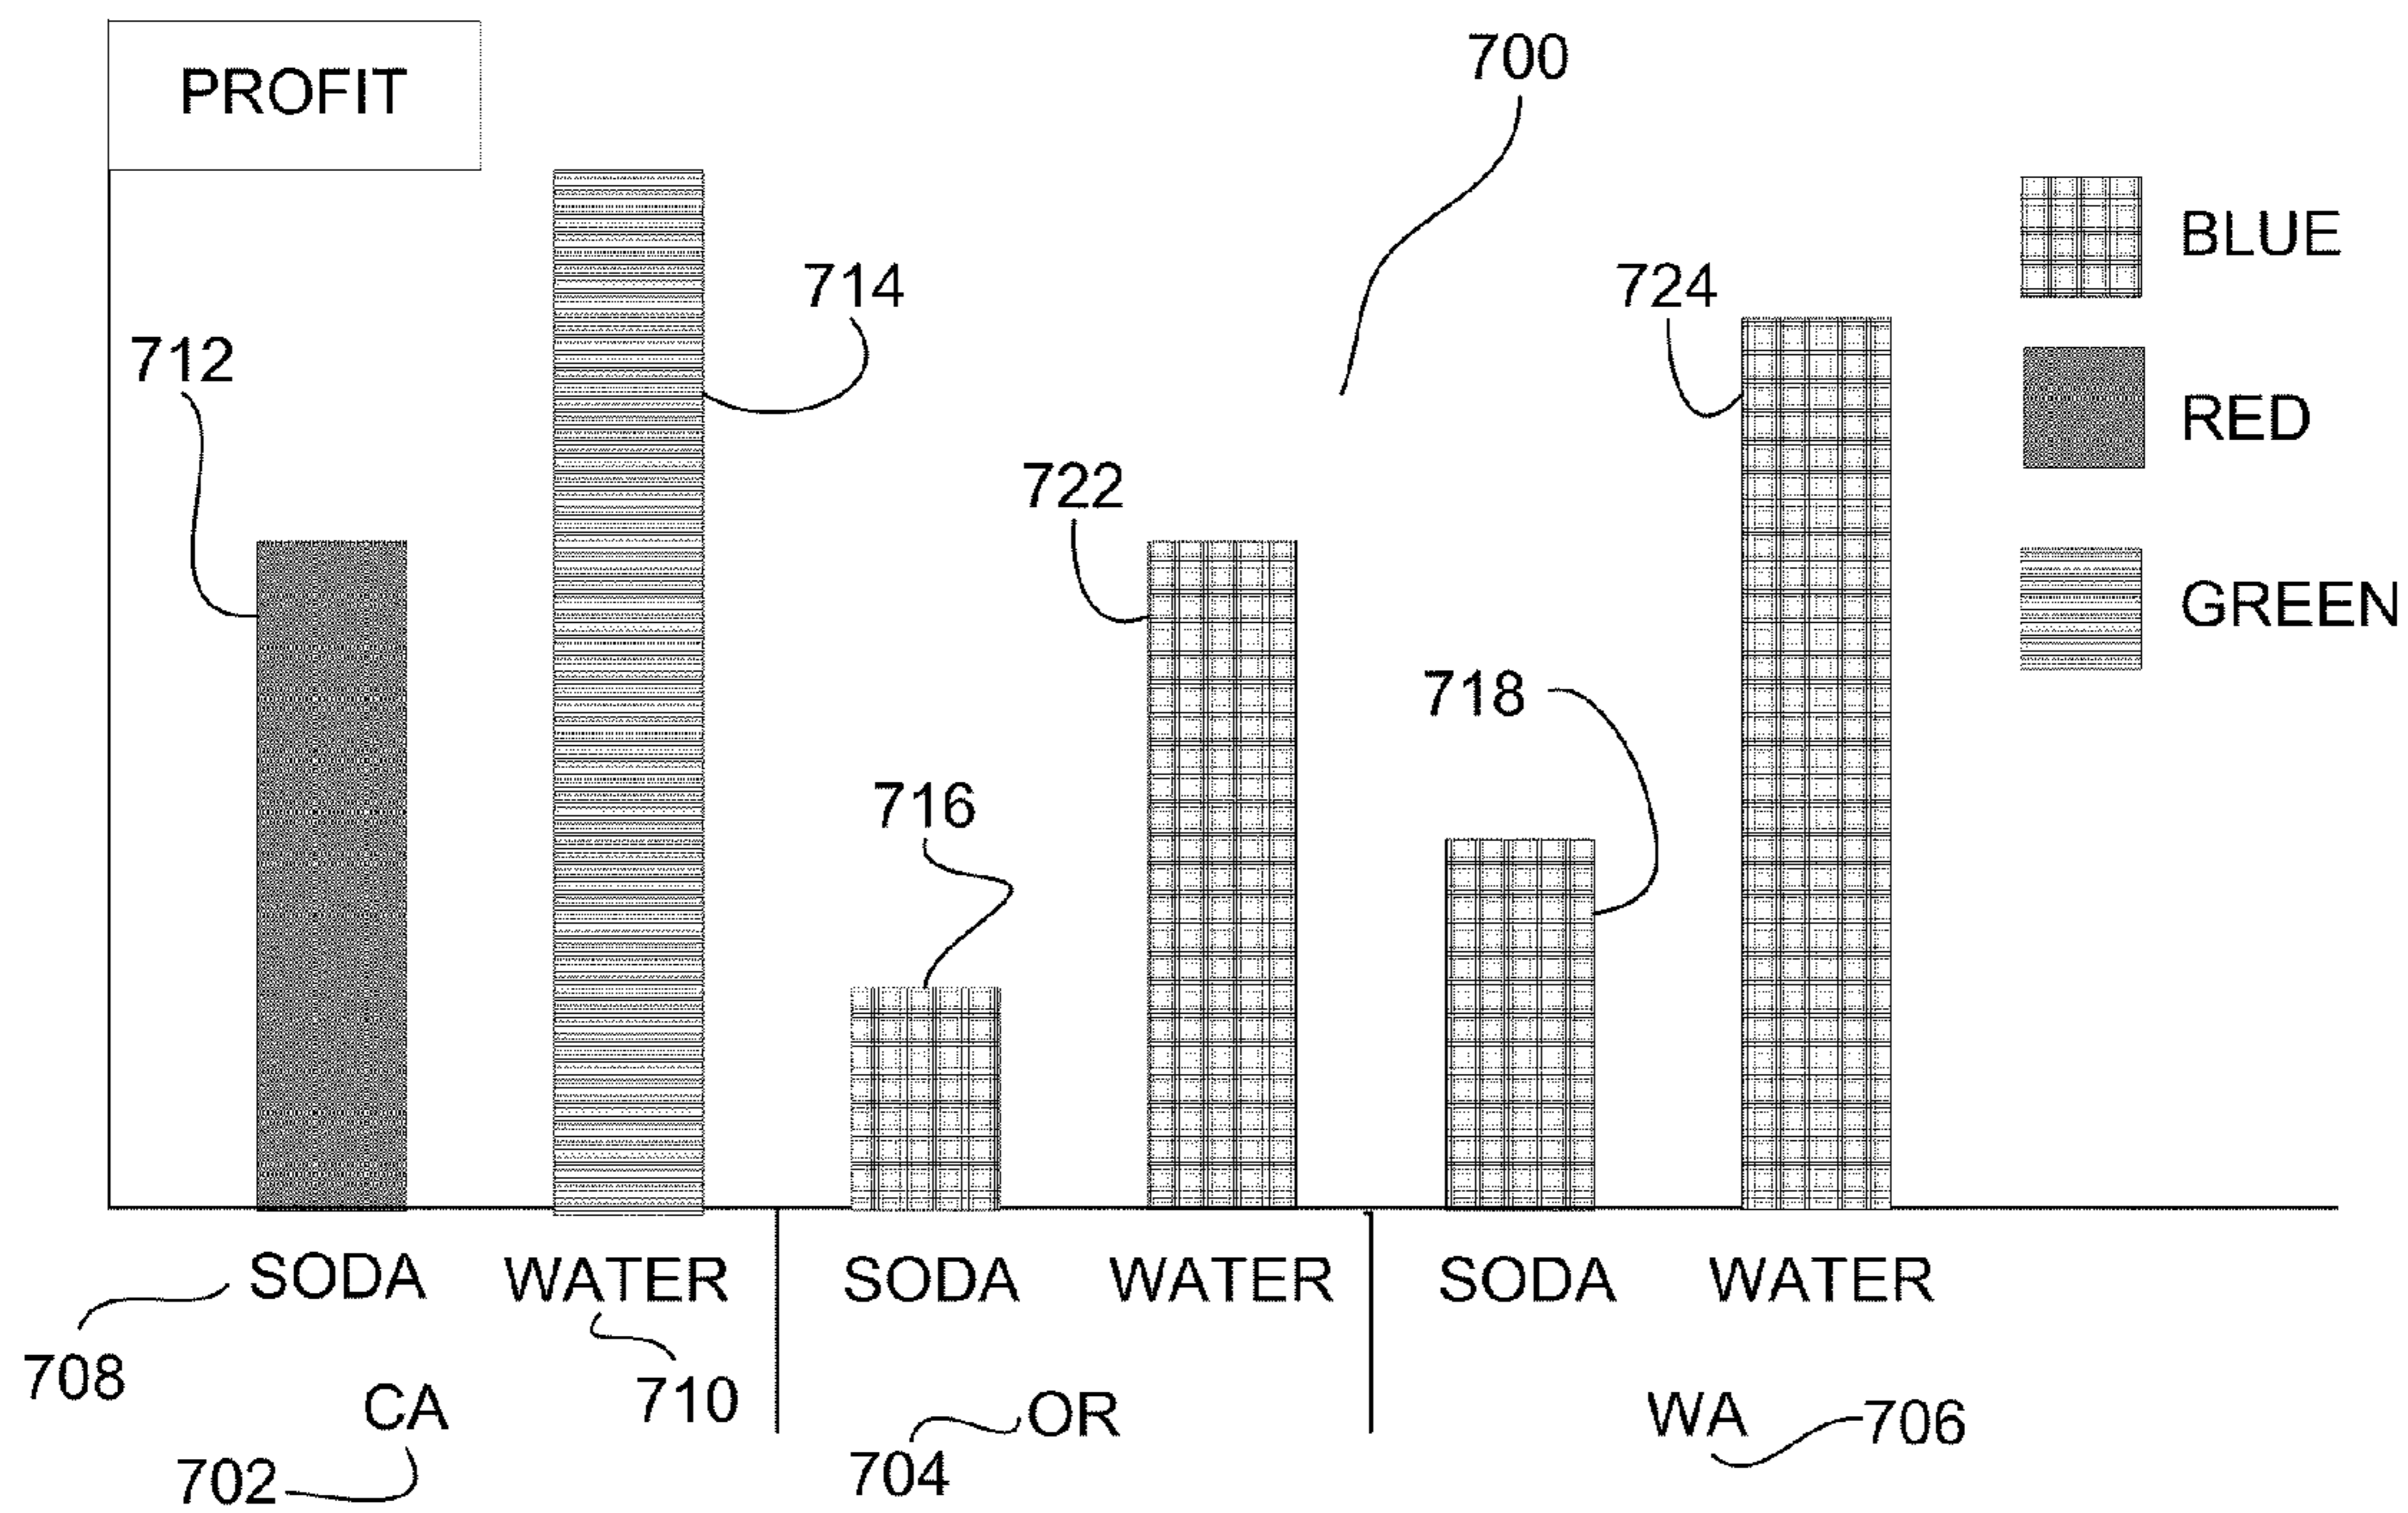 PROFIT
700
714
724
BLUE
712
RED
722
GREEN
718
716
SODA WATER SODA WATER SODA WATER
708
710
CA
OR
WA
706
702
704